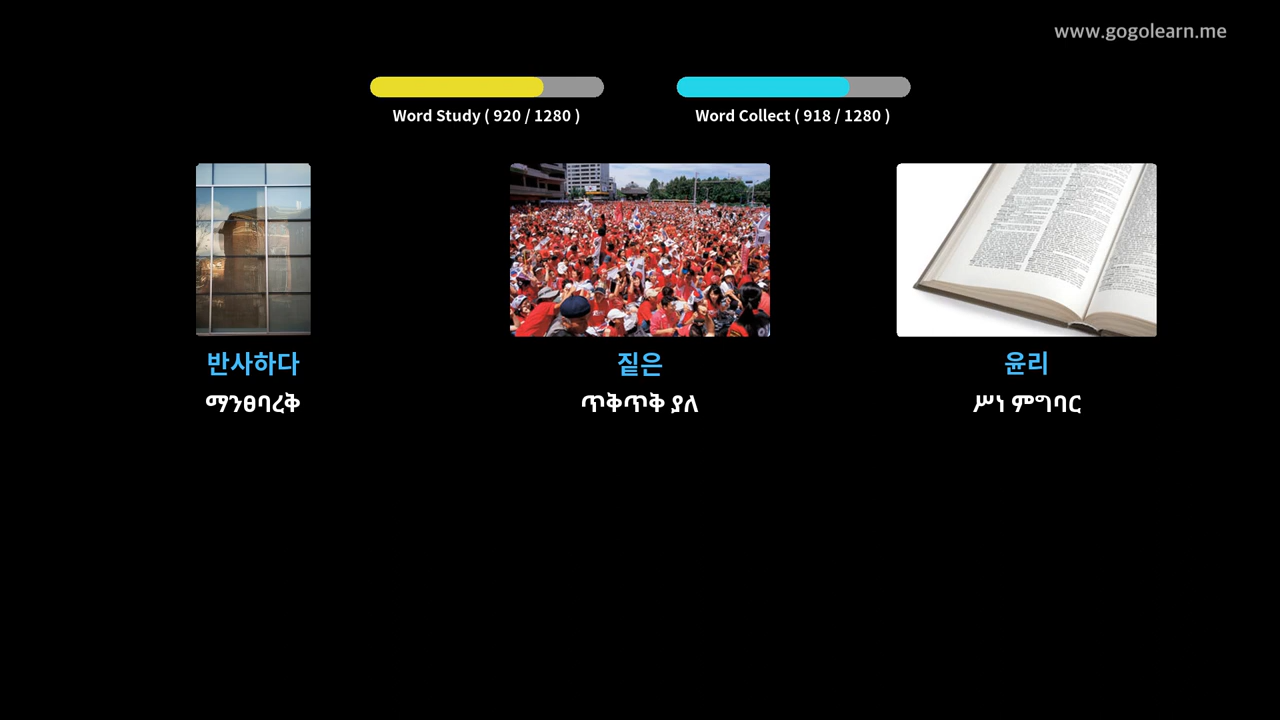 www.gogolearn.me
Word Study ( 920 / 1280 )
Word Collect ( 918 / 1280 )
반사하다
짙은
윤리
ማንፀባረቅ
ጥቅጥቅ ያለ
ሥነ ምግባር